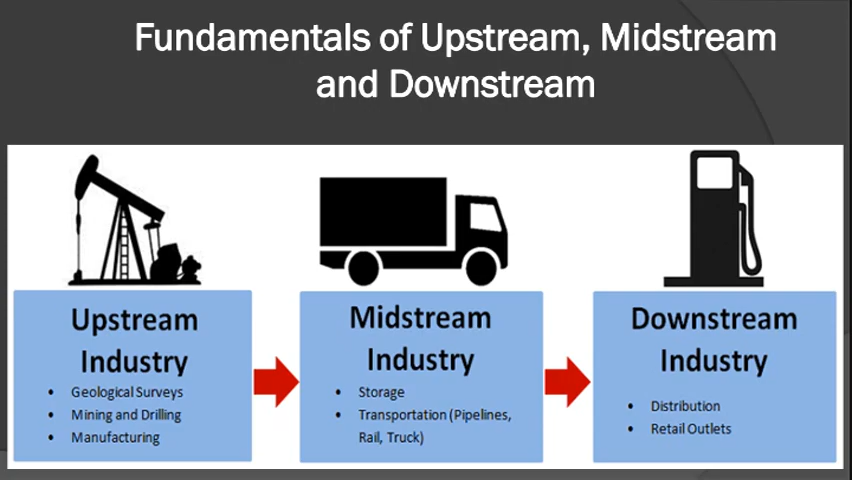 Fundamentals of Upstream, Midstream
and Downstream
Upstream
Industry
• Geological Surveys
• Mining and Drilling
• Manufacturing
Midstream
Industry
• Storage
• Transportation (Pipelines,
Rail, Truck)
Downstream
Industry
• Distribution
• Retail Outlets